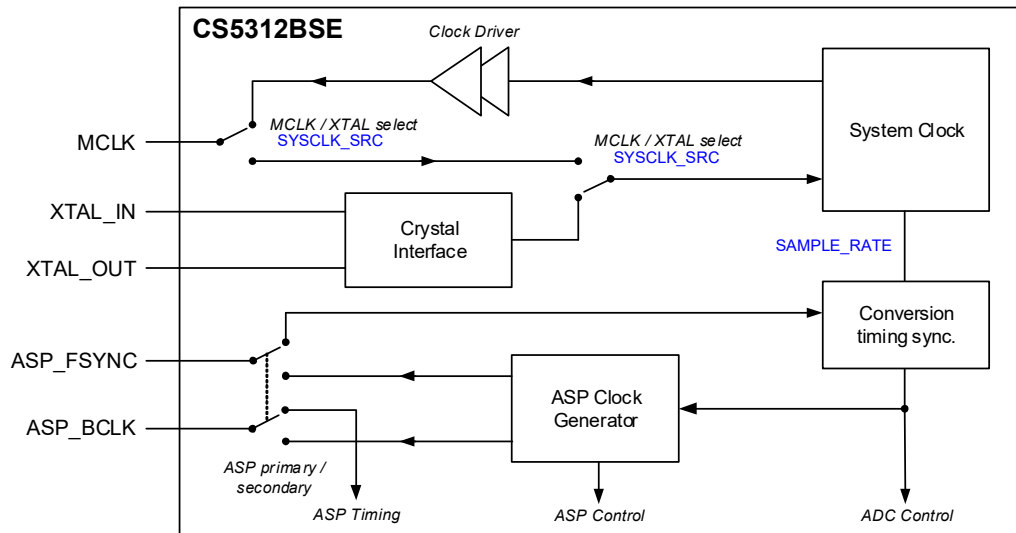 CS5312BSE
Clock Driver
MCLK
MCLK / XTAL select
SYSCLK_SRC
MCLK / XTAL select
SYSCLK_SRC
System Clock
XTAL_IN
XTAL_OUT
Crystal
Interface
SAMPLE_RATE
Conversion
timing sync.
ASP_FSYNC
ASP_BCLK
ASP Clock
Generator
ASP primary /
secondary
ASP Timing
ASP Control
ADC Control